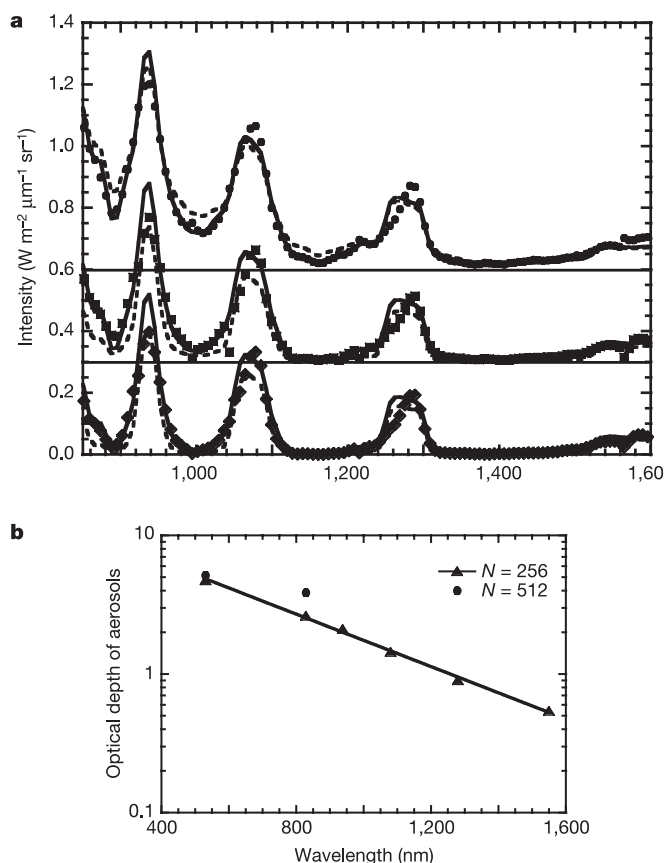 a
1.4
1.2
1.0
0.8
0.6
0.4
0.2
0.0
Intensity (W m⁻² μm⁻¹ sr⁻¹)
1,000 1,200 1,400 1,60
b
10
1
0.1
Optical depth of aerosols
N = 256
N = 512
400 800 1,200 1,600
Wavelength (nm)